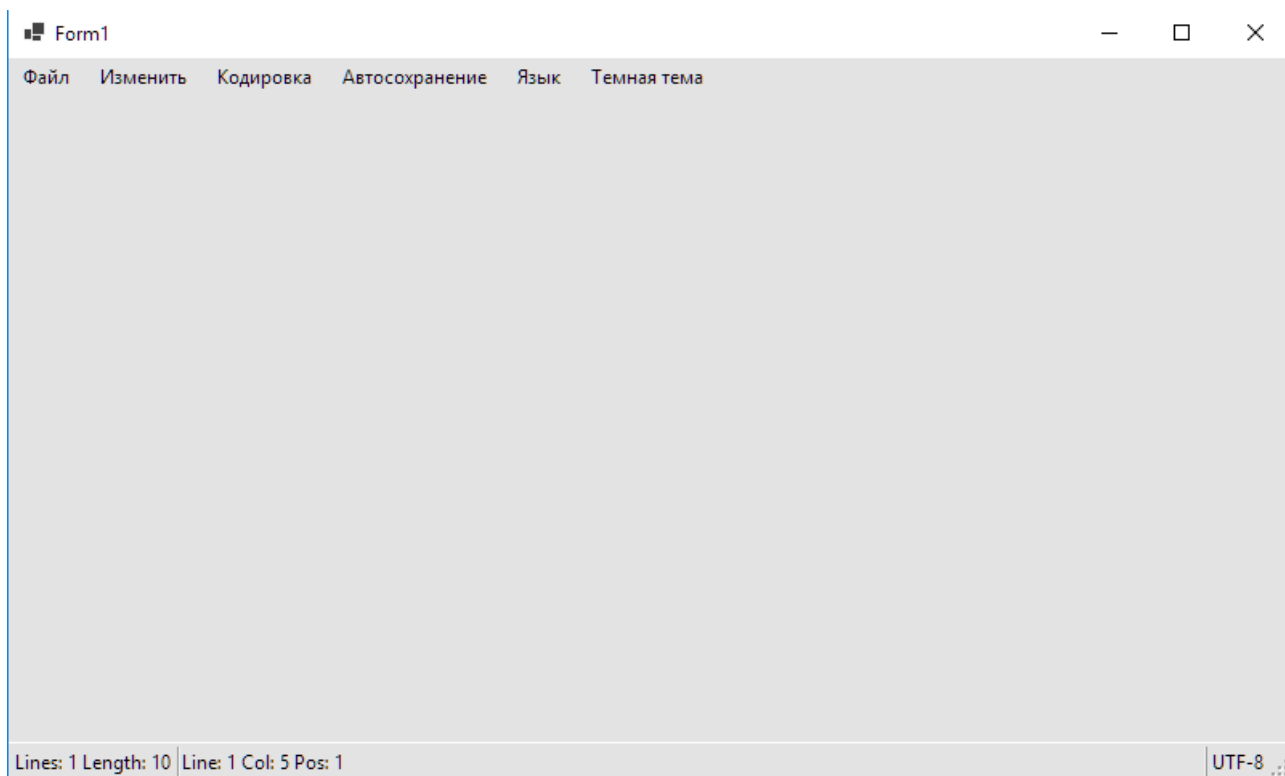 Form1
Файл Изменить Кодировка Автосохранение Язык Темная тема
Lines: 1 Length: 10 Line: 1 Col: 5 Pos: 1 UTF-8